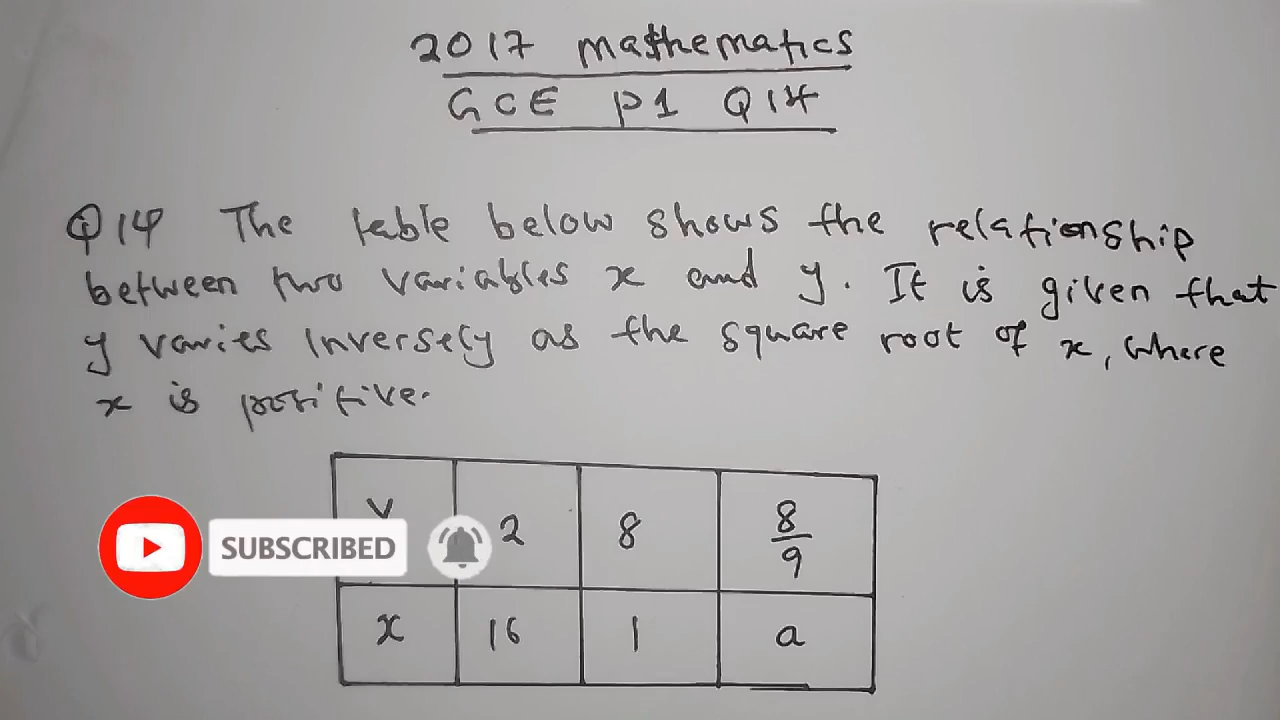 2017 mathematics
GCE P1 Q14
Q14 The table below shows the relationship
between two variables x and y. It is given that
y varies inversely as the square root of x, where
x is positive.
y 2 8 8/9
SUBSCRIBED
x 16 1 a